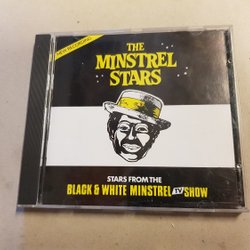 NEW RECORDING
THE
MINSTREL
STARS
STARS FROM THE
BLACK & WHITE MINSTREL TV SHOW